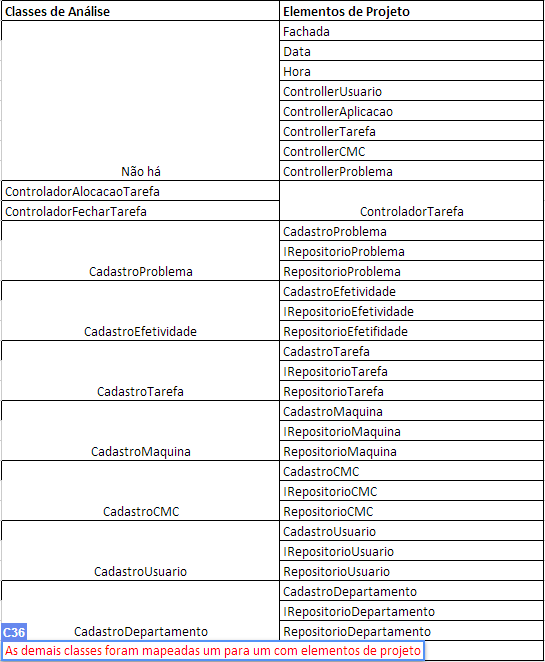 Classes de Análise Elementos de Projeto
Fachada
Data
Hora
ControllerUsuario
ControllerAplicacao
ControllerTarefa
ControllerCMC
Não há ControllerProblema
ControladorAlocacaoTarefa
ControladorFecharTarefa ControladorTarefa
CadastroProblema
IRepositorioProblema
CadastroProblema RepositorioProblema
CadastroEfetividade
IRepositorioEfetividade
CadastroEfetividade RepositorioEfetifidade
CadastroTarefa
IRepositorioTarefa
CadastroTarefa RepositorioTarefa
CadastroMaquina
IRepositorioMaquina
CadastroMaquina RepositorioMaquina
CadastroCMC
IRepositorioCMC
CadastroCMC RepositorioCMC
CadastroUsuario
IRepositorioUsuario
CadastroUsuario RepositorioUsuario
CadastroDepartamento
IRepositorioDepartamento
C36 CadastroDepartamento RepositorioDepartamento
As demais classes foram mapeadas um para um com elementos de projeto